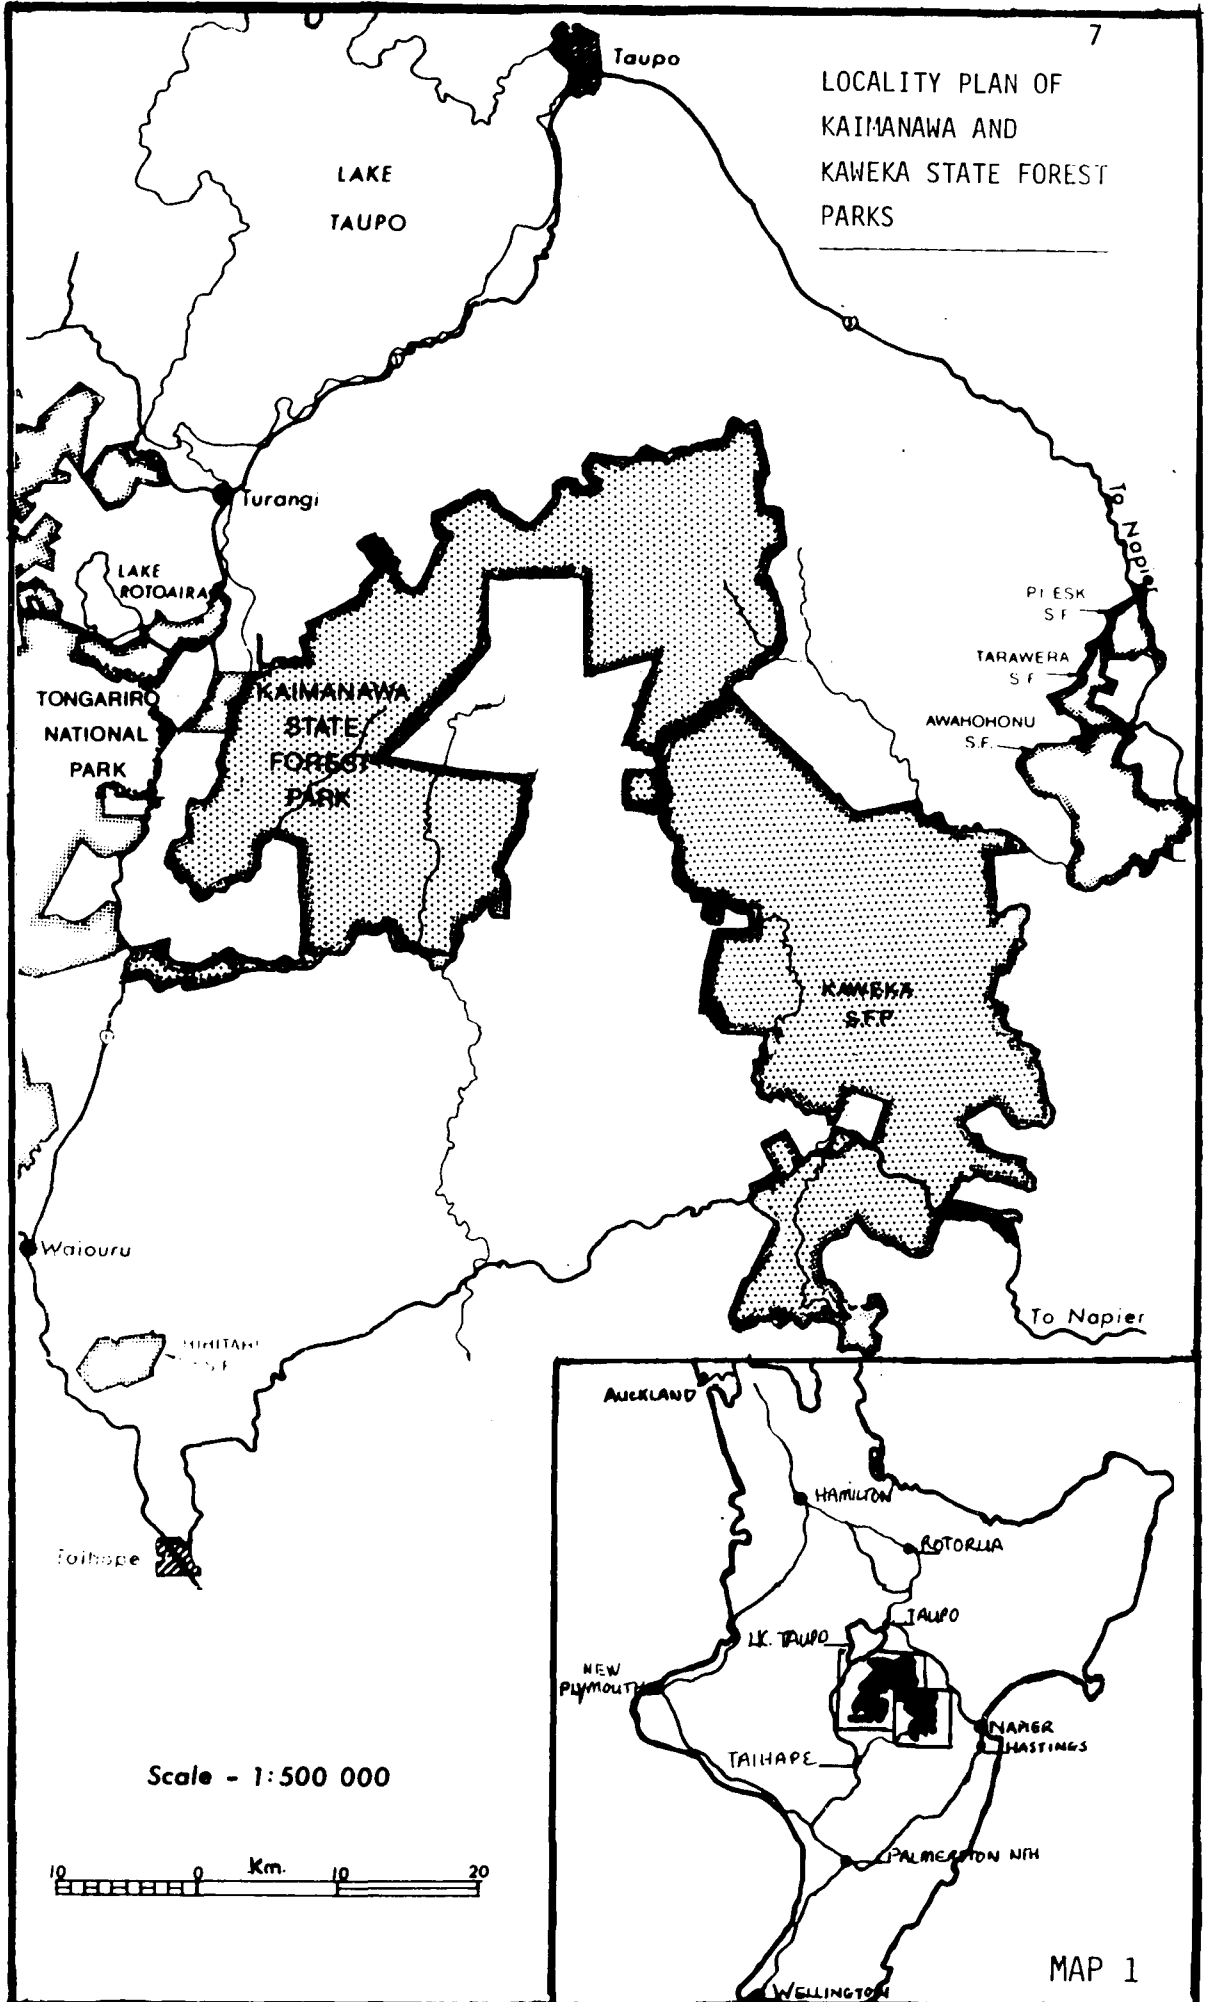 7
LOCALITY PLAN OF
KAIMANAWA AND
KAWEKA STATE FOREST
PARKS
Taupo
LAKE
TAUPO
Turangi
To Napier
LAKE
ROTOAIRA
S.F.
TARAWERA
S.F.
AWAHOHONU
S.F.
TONGARIRO
NATIONAL
PARK
KAIMANAWA
STATE
FOREST
PARK
KAWEKA
S.F.P.
Waiouru
To Napier
S.F.
Taihape
Scale - 1:500 000
10 0 Km. 10 20
AUCKLAND
HAMILTON
ROTORUA
TAUPO
LK. TAUPO
NEW
PLYMOUTH
NAPIER
HASTINGS
TAIHAPE
PALMERSTON NTH
WELLINGTON
MAP 1